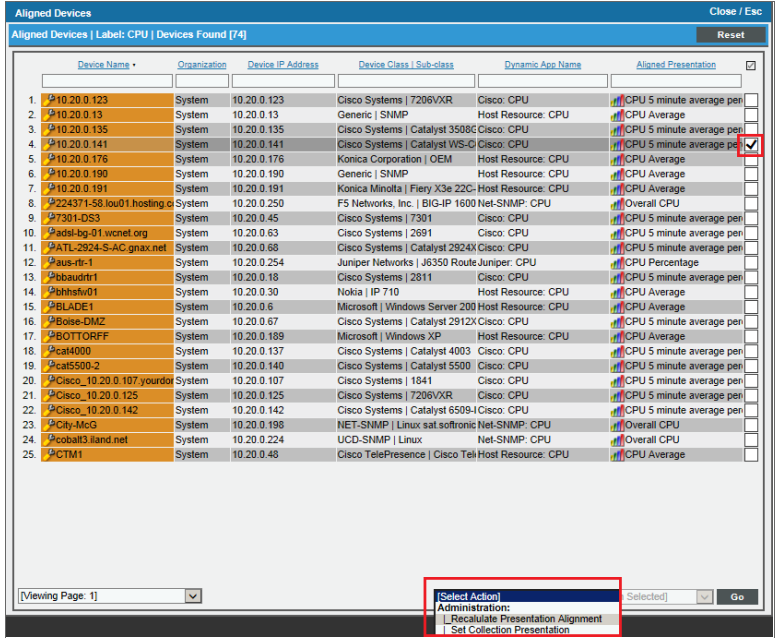 Aligned Devices Close / Esc
Aligned Devices | Label: CPU | Devices Found [74] Reset
Device Name • Organization Device IP Address Device Class | Sub-class Dynamic App Name Aligned Presentation
1. 10.20.0.123 System 10.20.0.123 Cisco Systems | 7206VXR Cisco: CPU CPU 5 minute average per
2. 10.20.0.13 System 10.20.0.13 Generic | SNMP Host Resource: CPU CPU Average
3. 10.20.0.135 System 10.20.0.135 Cisco Systems | Catalyst 3508G Cisco: CPU CPU 5 minute average per
4. 10.20.0.141 System 10.20.0.141 Cisco Systems | Catalyst WS-C Cisco: CPU CPU 5 minute average per
5. 10.20.0.176 System 10.20.0.176 Konica Corporation | OEM Host Resource: CPU CPU Average
6. 10.20.0.190 System 10.20.0.190 Generic | SNMP Host Resource: CPU CPU Average
7. 10.20.0.191 System 10.20.0.191 Konica Minolta | Fiery X3e 22C- Host Resource: CPU CPU Average
8. 224371-58.lou01.hosting.c System 10.20.0.250 F5 Networks, Inc. | BIG-IP 1600 Net-SNMP: CPU Overall CPU
9. 7301-DS3 System 10.20.0.45 Cisco Systems | 7301 Cisco: CPU CPU 5 minute average per
10. adsl-bg-01.wcnet.org System 10.20.0.63 Cisco Systems | 2691 Cisco: CPU CPU 5 minute average per
11. ATL-2924-S-AC.gnax.net System 10.20.0.68 Cisco Systems | Catalyst 2924X Cisco: CPU CPU 5 minute average per
12. aus-rtr-1 System 10.20.0.254 Juniper Networks | J6350 Route Juniper: CPU CPU Percentage
13. bbaudrtr1 System 10.20.0.18 Cisco Systems | 2811 Cisco: CPU CPU 5 minute average per
14. bhhsfw01 System 10.20.0.30 Nokia | IP 710 Host Resource: CPU CPU Average
15. BLADE1 System 10.20.0.6 Microsoft | Windows Server 200 Host Resource: CPU CPU Average
16. Boise-DMZ System 10.20.0.67 Cisco Systems | Catalyst 2912X Cisco: CPU CPU 5 minute average per
17. BOTTORFF System 10.20.0.189 Microsoft | Windows XP Host Resource: CPU CPU Average
18. cat4000 System 10.20.0.137 Cisco Systems | Catalyst 4003 Cisco: CPU CPU 5 minute average per
19. cat5500-2 System 10.20.0.140 Cisco Systems | Catalyst 5500 Cisco: CPU CPU 5 minute average per
20. Cisco_10.20.0.107.yourdor System 10.20.0.107 Cisco Systems | 1841 Cisco: CPU CPU 5 minute average per
21. Cisco_10.20.0.125 System 10.20.0.125 Cisco Systems | 7206VXR Cisco: CPU CPU 5 minute average per
22. Cisco_10.20.0.142 System 10.20.0.142 Cisco Systems | Catalyst 6509-I Cisco: CPU CPU 5 minute average per
23. City-McG System 10.20.0.198 NET-SNMP | Linux sat.softronic Net-SNMP: CPU Overall CPU
24. cobalt3.iland.net System 10.20.0.224 UCD-SNMP | Linux Net-SNMP: CPU Overall CPU
25. CTM1 System 10.20.0.48 Cisco TelePresence | Cisco Tele Host Resource: CPU CPU Average
[Viewing Page: 1] [Select Action] Selected] Go
Administration:
|_Recalulate Presentation Alignment
|_Set Collection Presentation